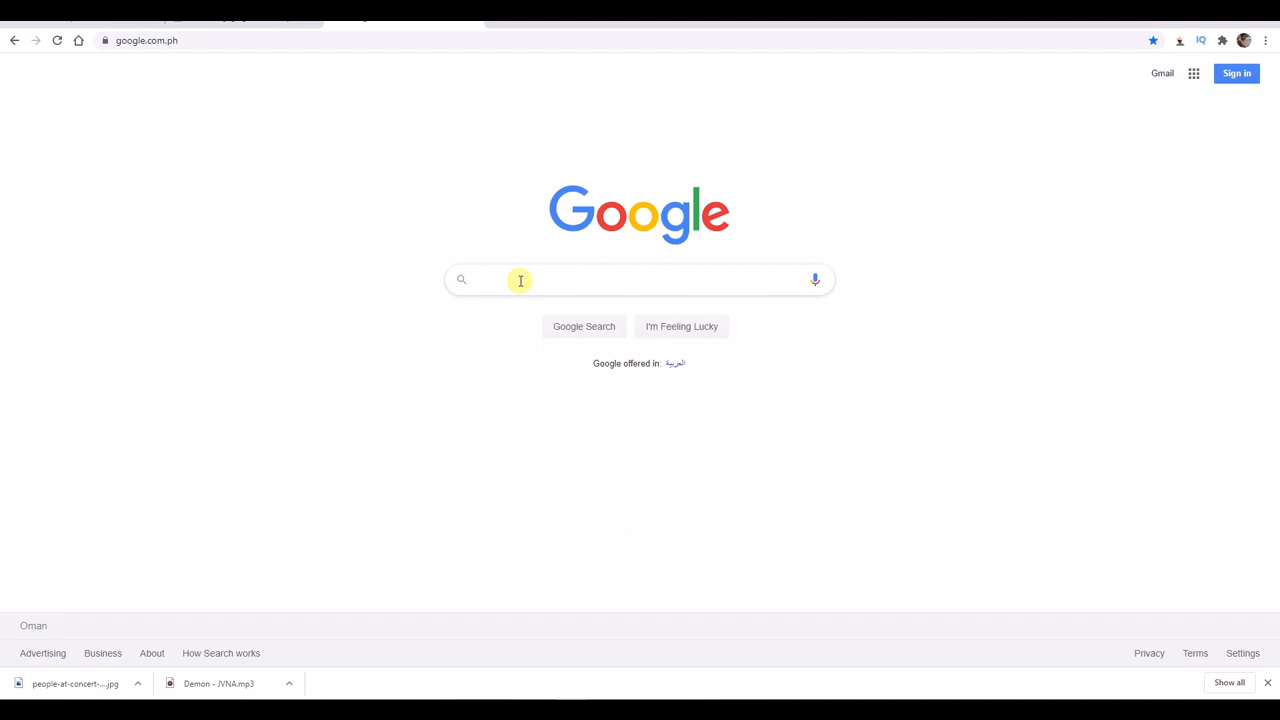 google.com.ph
IQ
Gmail
Sign in
Google
Google Search
I'm Feeling Lucky
Google offered in: العربية
Oman
Advertising
Business
About
How Search works
Privacy
Terms
Settings
people-at-concert-....jpg
Demon - JVNA.mp3
Show all